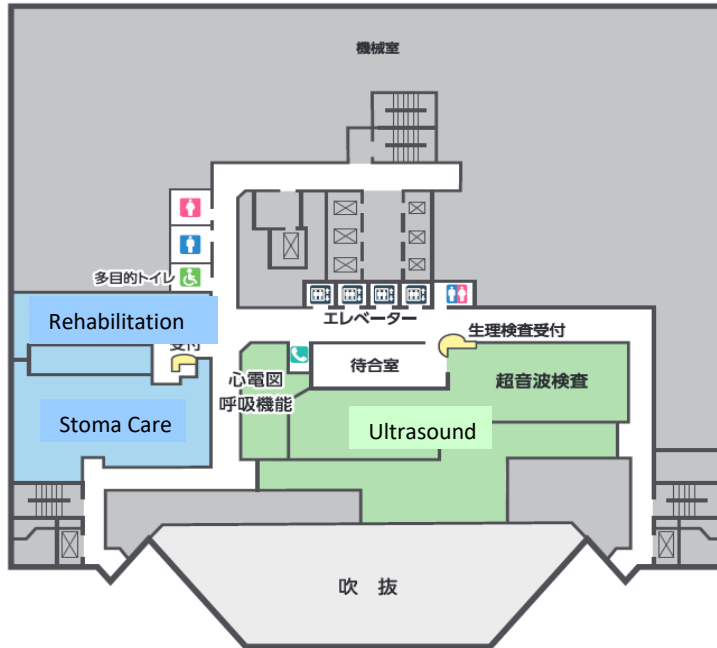 機械室
多目的トイレ
エレベーター
Rehabilitation
受付
生理検査受付
待合室
心電図
呼吸機能
超音波検査
Stoma Care
Ultrasound
吹 抜